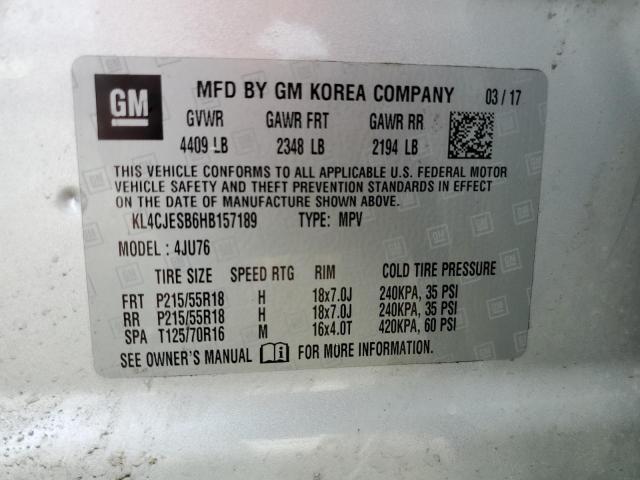 GM MFD BY GM KOREA COMPANY 03/17
GVWR GAWR FRT GAWR RR
4409 LB 2348 LB 2194 LB
THIS VEHICLE CONFORMS TO ALL APPLICABLE U.S. FEDERAL MOTOR
VEHICLE SAFETY AND THEFT PREVENTION STANDARDS IN EFFECT
ON THE DATE OF MANUFACTURE SHOWN ABOVE.
KL4CJESB6HB157189 TYPE: MPV
MODEL: 4JU76
TIRE SIZE SPEED RTG RIM COLD TIRE PRESSURE
FRT P215/55R18 H 18x7.0J 240KPA, 35 PSI
RR P215/55R18 H 18x7.0J 240KPA, 35 PSI
SPA T125/70R16 M 16x4.0T 420KPA, 60 PSI
SEE OWNER'S MANUAL i FOR MORE INFORMATION.